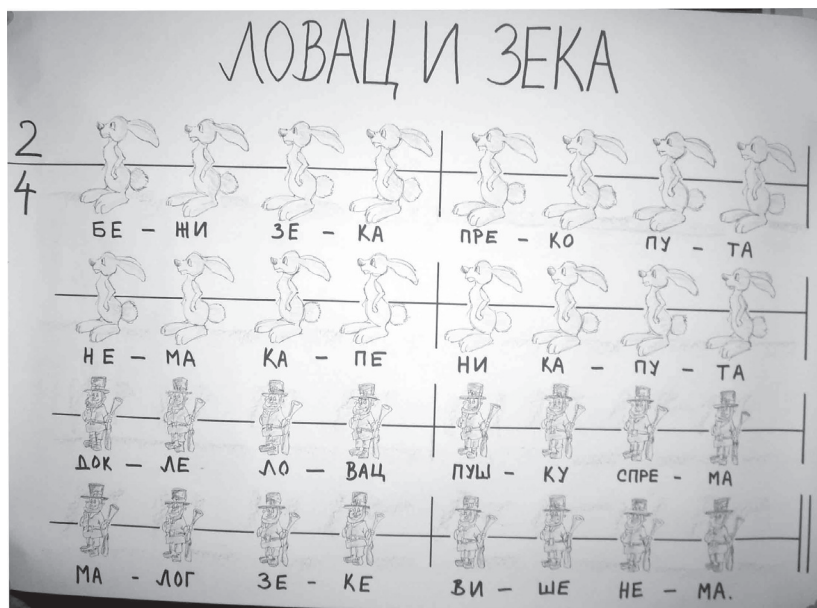 ЛОВАЦ И ЗЕКА
2
4
БЕ – ЖИ ЗЕ – КА ПРЕ – КО ПУ – ТА
НЕ – МА КА – ПЕ НИ КА – ПУ – ТА
ДОК – ЛЕ ЛО – ВАЦ ПУШ – КУ СПРЕ – МА
МА – ЛОГ ЗЕ – КЕ ВИ – ШЕ НЕ – МА.